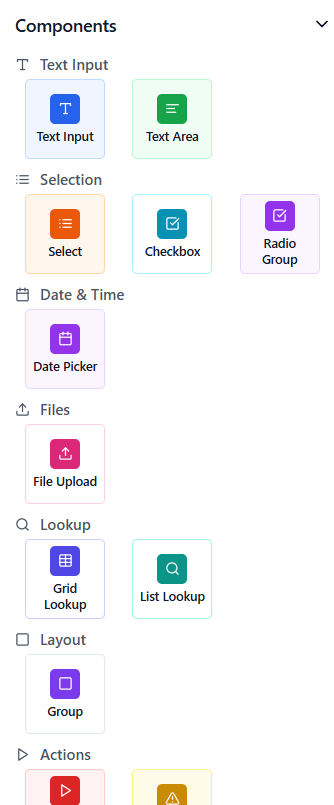 Components
Text Input
Text Input
Text Area
Selection
Select
Checkbox
Radio
Group
Date & Time
Date Picker
Files
File Upload
Lookup
Grid
Lookup
List Lookup
Layout
Group
Actions